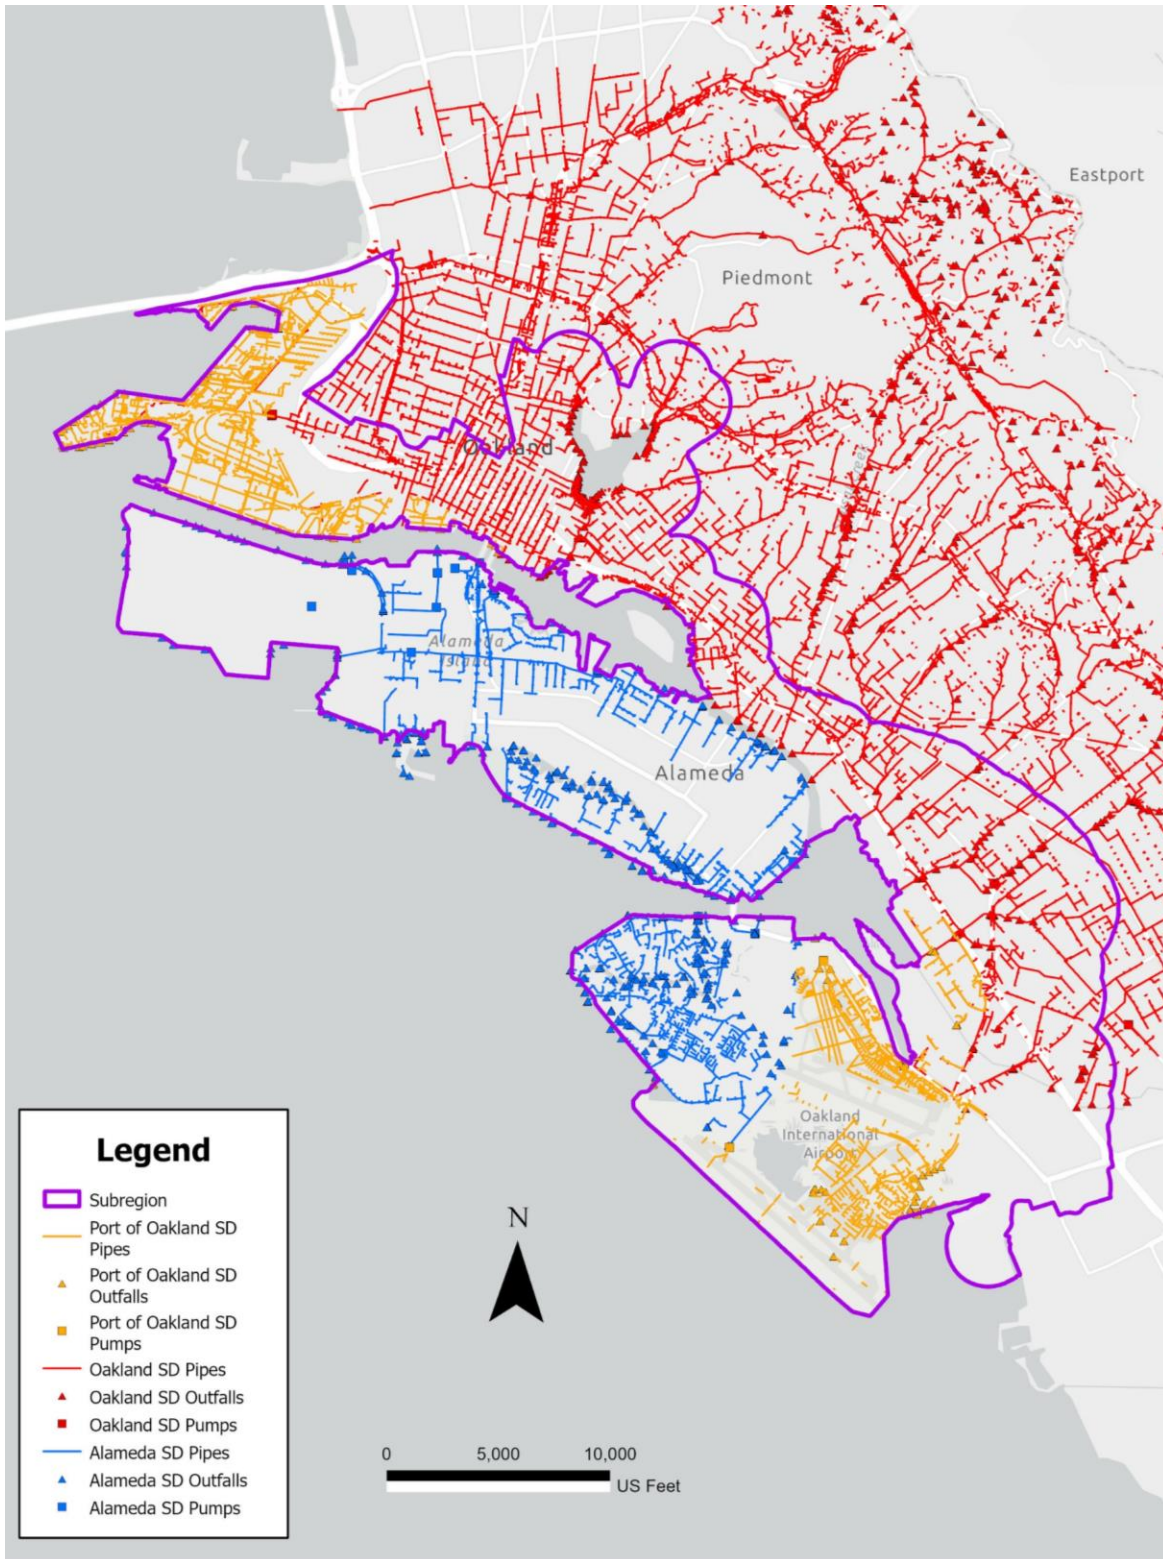 Eastport
Piedmont
Oakland
Alameda
Island
Alameda
Oakland
International
Airport
Legend
Subregion
Port of Oakland SD
Pipes
Port of Oakland SD
Outfalls
Port of Oakland SD
Pumps
Oakland SD Pipes
Oakland SD Outfalls
Oakland SD Pumps
Alameda SD Pipes
Alameda SD Outfalls
Alameda SD Pumps
N
0 5,000 10,000
US Feet